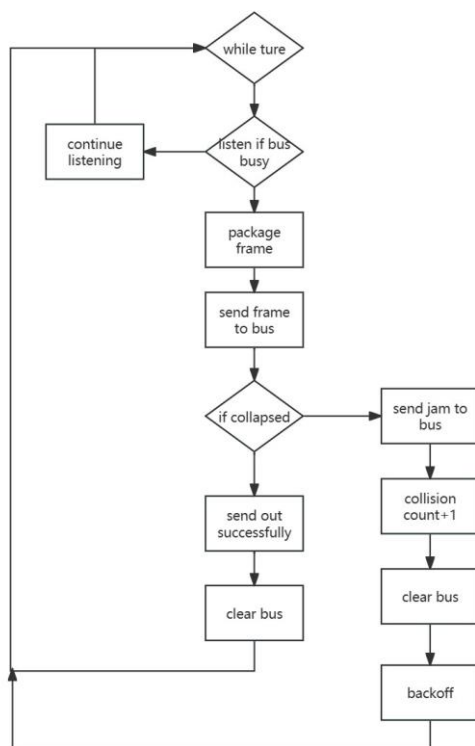 while ture
listen if bus
busy
continue
listening
package
frame
send frame
to bus
if collapsed
send jam to
bus
collision
count+1
send out
successfully
clear bus
clear bus
backoff